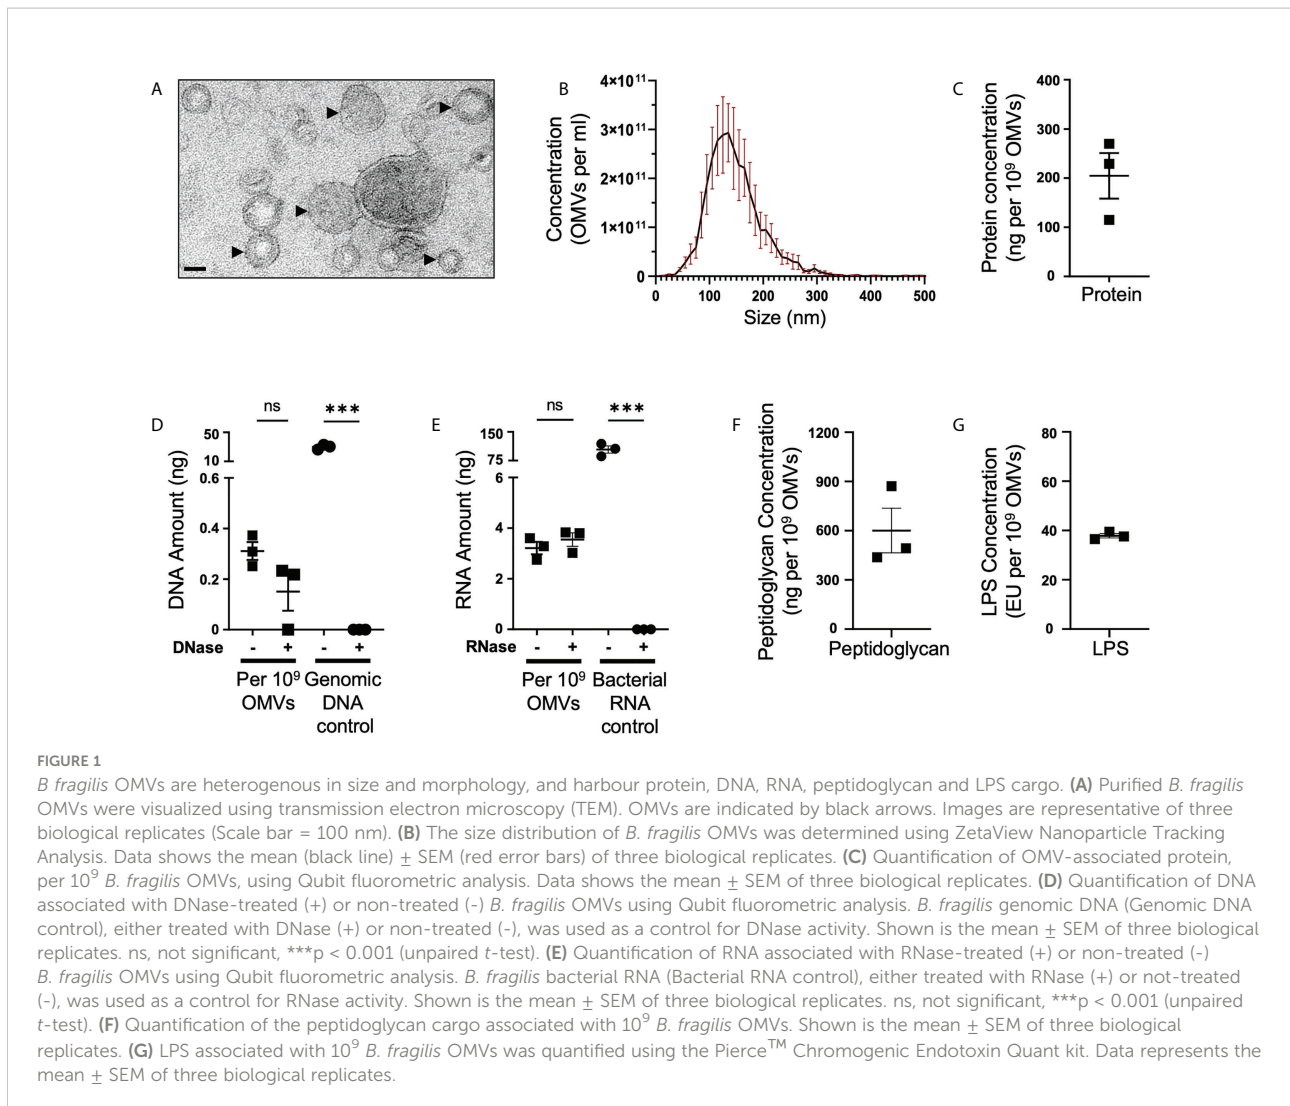 A
B
Concentration
(OMVs per ml)
4×10¹¹
3×10¹¹
2×10¹¹
1×10¹¹
0
0 100 200 300 400 500
Size (nm)
C
Protein concentration
(ng per 10⁹ OMVs)
400
300
200
100
0
Protein
D
DNA Amount (ng)
ns ***
50
10
0.6
0.4
0.2
0
DNase - + - +
Per 10⁹ Genomic
OMVs DNA
control
E
RNA Amount (ng)
ns ***
150
75
6
4
2
0
RNase - + - +
Per 10⁹ Bacterial
OMVs RNA
control
F
Peptidoglycan Concentration
(ng per 10⁹ OMVs)
1200
900
600
300
0
Peptidoglycan
G
LPS Concentration
(EU per 10⁹ OMVs)
80
60
40
20
0
LPS
FIGURE 1
B fragilis OMVs are heterogenous in size and morphology, and harbour protein, DNA, RNA, peptidoglycan and LPS cargo. (A) Purified B. fragilis
OMVs were visualized using transmission electron microscopy (TEM). OMVs are indicated by black arrows. Images are representative of three
biological replicates (Scale bar = 100 nm). (B) The size distribution of B. fragilis OMVs was determined using ZetaView Nanoparticle Tracking
Analysis. Data shows the mean (black line) ± SEM (red error bars) of three biological replicates. (C) Quantification of OMV-associated protein,
per 10⁹ B. fragilis OMVs, using Qubit fluorometric analysis. Data shows the mean ± SEM of three biological replicates. (D) Quantification of DNA
associated with DNase-treated (+) or non-treated (-) B. fragilis OMVs using Qubit fluorometric analysis. B. fragilis genomic DNA (Genomic DNA
control), either treated with DNase (+) or non-treated (-), was used as a control for DNase activity. Shown is the mean ± SEM of three biological
replicates. ns, not significant, ***p < 0.001 (unpaired t-test). (E) Quantification of RNA associated with RNase-treated (+) or non-treated (-)
B. fragilis OMVs using Qubit fluorometric analysis. B. fragilis bacterial RNA (Bacterial RNA control), either treated with RNase (+) or not-treated
(-), was used as a control for RNase activity. Shown is the mean ± SEM of three biological replicates. ns, not significant, ***p < 0.001 (unpaired
t-test). (F) Quantification of the peptidoglycan cargo associated with 10⁹ B. fragilis OMVs. Shown is the mean ± SEM of three biological
replicates. (G) LPS associated with 10⁹ B. fragilis OMVs was quantified using the Pierce™ Chromogenic Endotoxin Quant kit. Data represents the
mean ± SEM of three biological replicates.